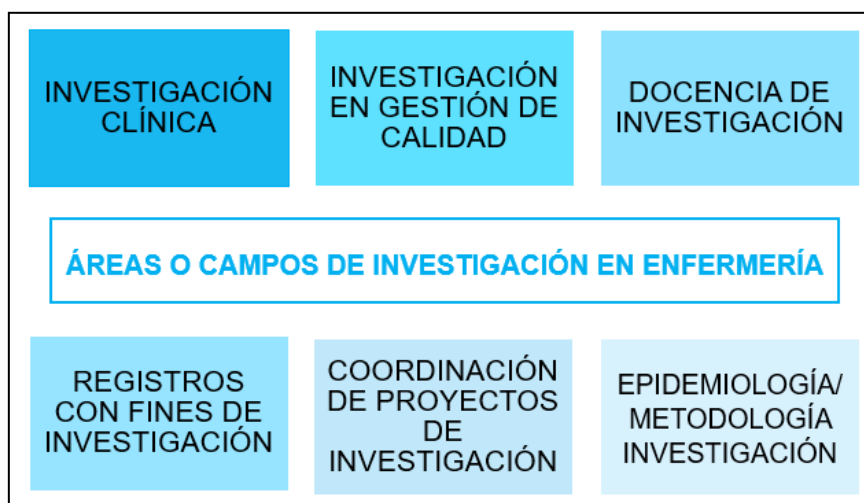 INVESTIGACIÓN
CLÍNICA
INVESTIGACIÓN
EN GESTIÓN DE
CALIDAD
DOCENCIA DE
INVESTIGACIÓN
ÁREAS O CAMPOS DE INVESTIGACIÓN EN ENFERMERÍA
REGISTROS
CON FINES DE
INVESTIGACIÓN
COORDINACIÓN
DE PROYECTOS
DE
INVESTIGACIÓN
EPIDEMIOLOGÍA/
METODOLOGÍA
INVESTIGACIÓN